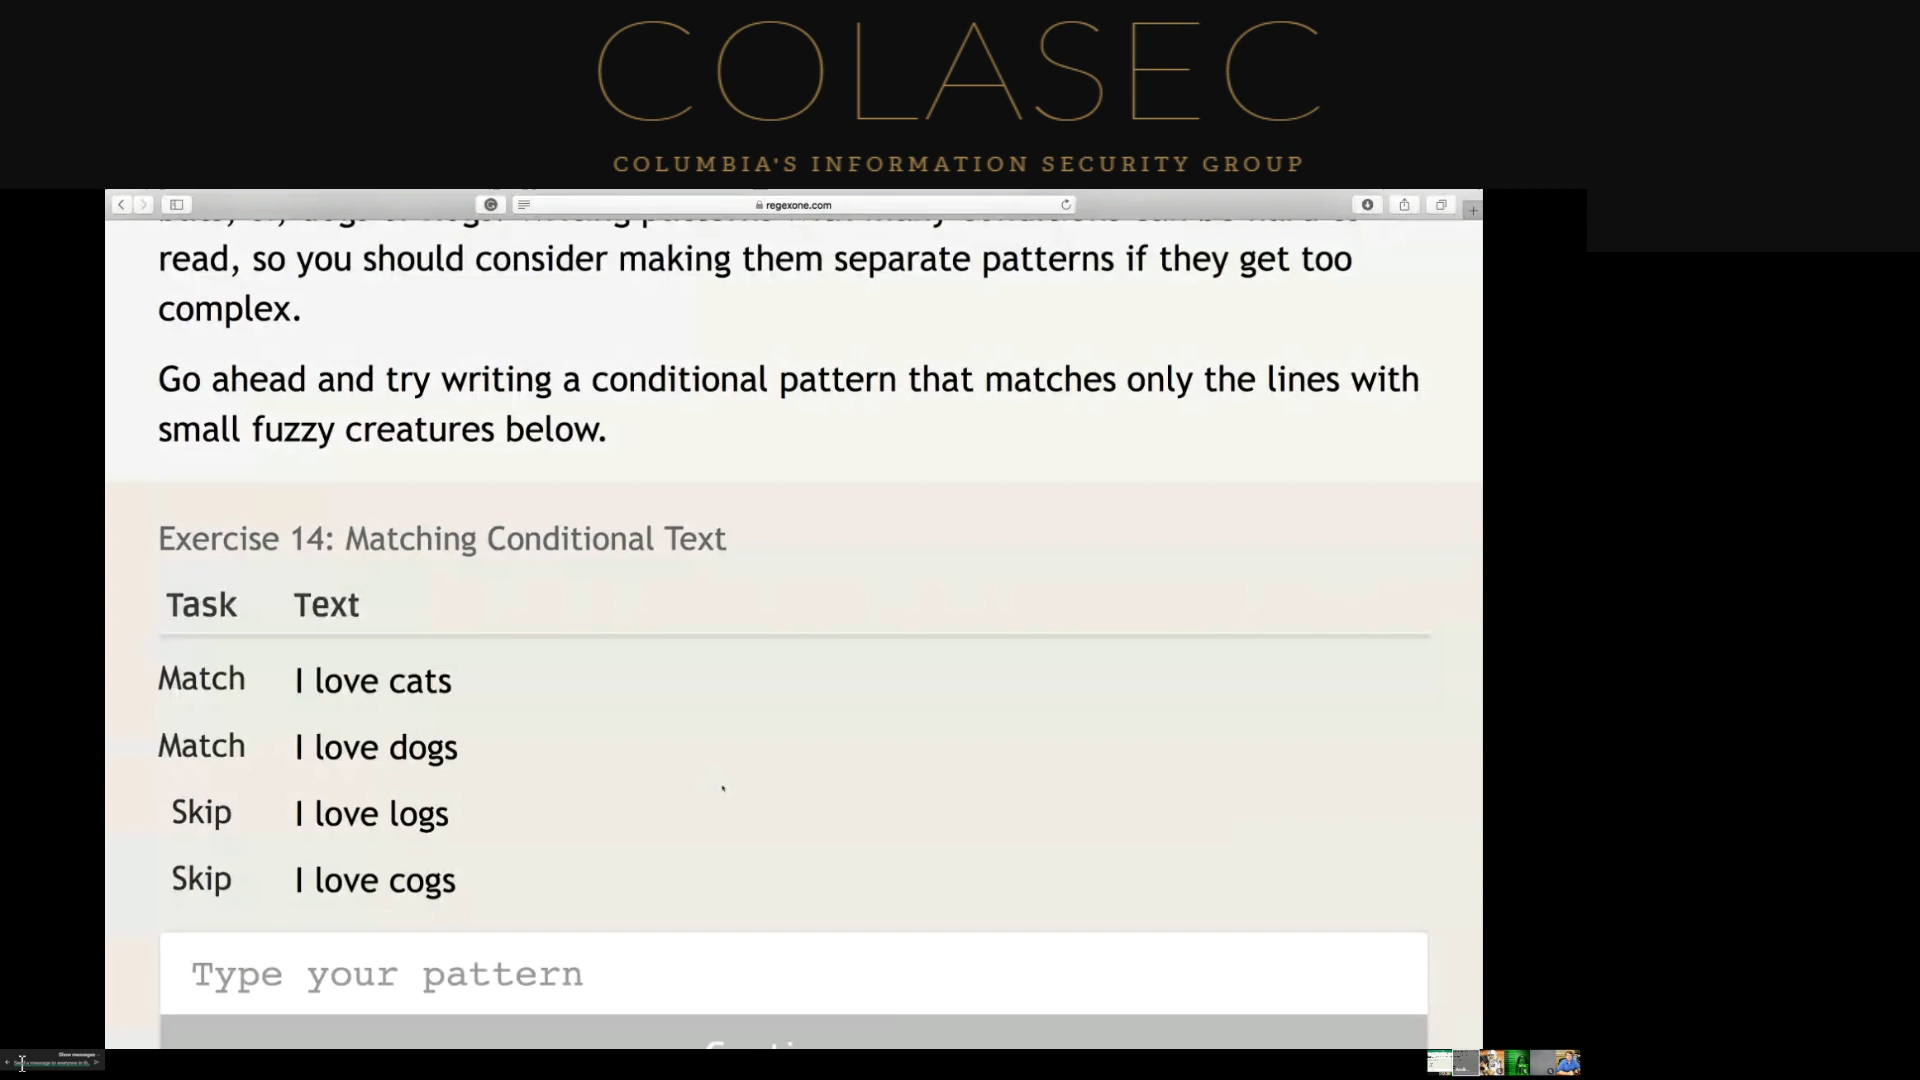 COLASEC
COLUMBIA'S INFORMATION SECURITY GROUP
regexone.com
read, so you should consider making them separate patterns if they get too
complex.
Go ahead and try writing a conditional pattern that matches only the lines with
small fuzzy creatures below.
Exercise 14: Matching Conditional Text
Task Text
Match I love cats
Match I love dogs
Skip I love logs
Skip I love cogs
Type your pattern
Show messages